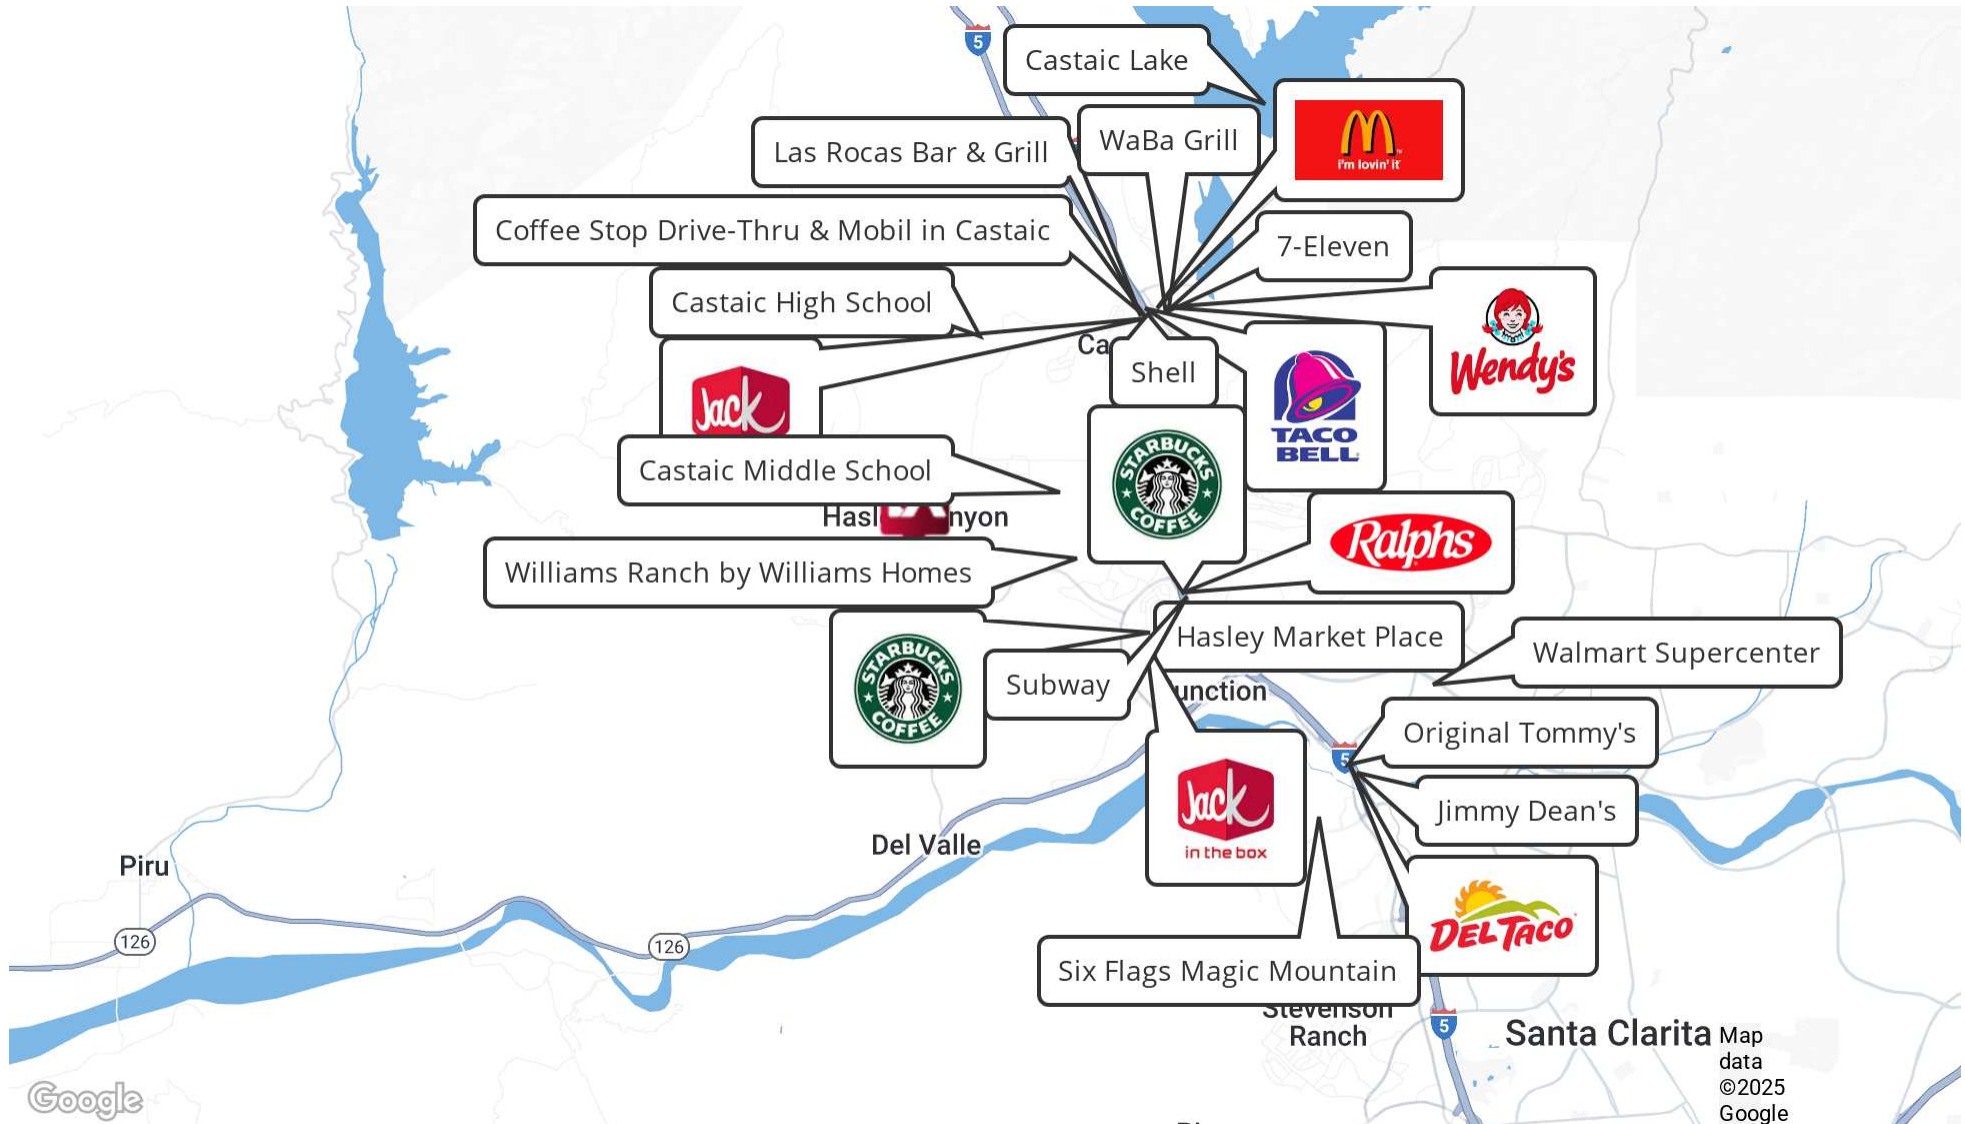 5
Castaic Lake
i'm lovin' it
WaBa Grill
Las Rocas Bar & Grill
Coffee Stop Drive-Thru & Mobil in Castaic
7-Eleven
Castaic High School
Wendy's
Ca
Shell
Jack
TACO
BELL
STARBUCKS
COFFEE
Castaic Middle School
Hasl nyon
Ralphs
Williams Ranch by Williams Homes
Hasley Market Place
Walmart Supercenter
STARBUCKS
COFFEE
Subway
unction
Original Tommy's
5
Jack
in the box
Jimmy Dean's
Del Valle
Piru
DEL TACO
126
126
Six Flags Magic Mountain
Stevenson
Ranch
5
Santa Clarita
Map
data
©2025
Google
Google